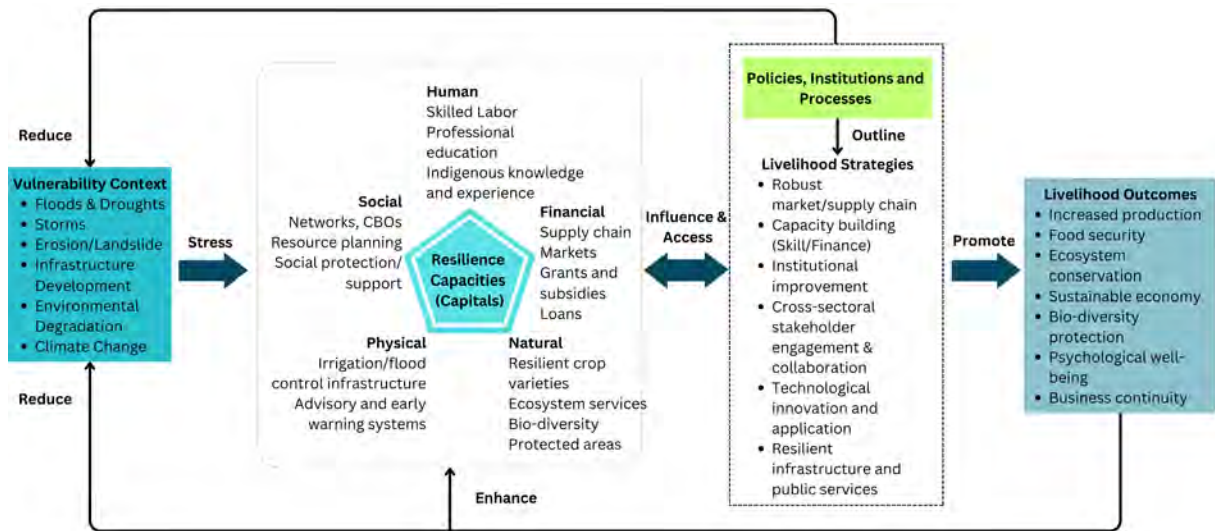 Reduce
Vulnerability Context
• Floods & Droughts
• Storms
• Erosion/Landslide
• Infrastructure
Development
• Environmental
Degradation
• Climate Change
Reduce
Stress
Human
Skilled Labor
Professional
education
Indigenous knowledge
and experience
Social
Networks, CBOs
Resource planning
Social protection/
support
Resilience
Capacities
(Capitals)
Financial
Supply chain
Markets
Grants and
subsidies
Loans
Physical
Irrigation/flood
control infrastructure
Advisory and early
warning systems
Natural
Resilient crop
varieties
Ecosystem services
Bio-diversity
Protected areas
Enhance
Influence &
Access
Policies, Institutions and
Processes
Outline
Livelihood Strategies
• Robust
market/supply chain
• Capacity building
(Skill/Finance)
• Institutional
improvement
• Cross-sectoral
stakeholder
engagement &
collaboration
• Technological
innovation and
application
• Resilient
infrastructure and
public services
Promote
Livelihood Outcomes
• Increased production
• Food security
• Ecosystem
conservation
• Sustainable economy
• Bio-diversity
protection
• Psychological well-
being
• Business continuity